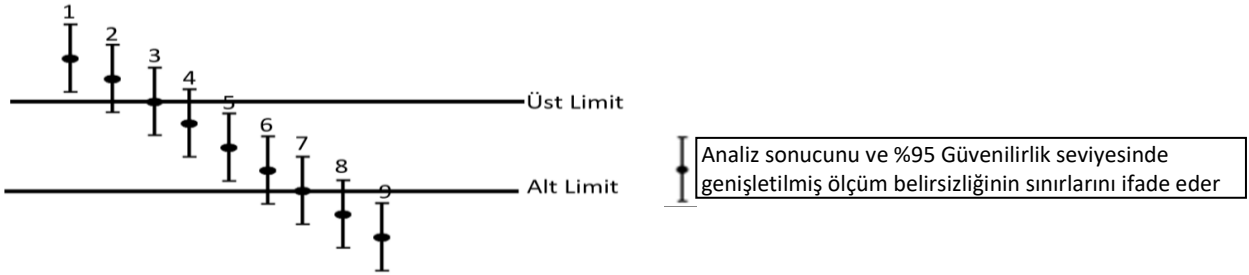 1
2
3
4
5
6
7
8
9
Üst Limit
Alt Limit
Analiz sonucunu ve %95 Güvenilirlik seviyesinde
genişletilmiş ölçüm belirsizliğinin sınırlarını ifade eder